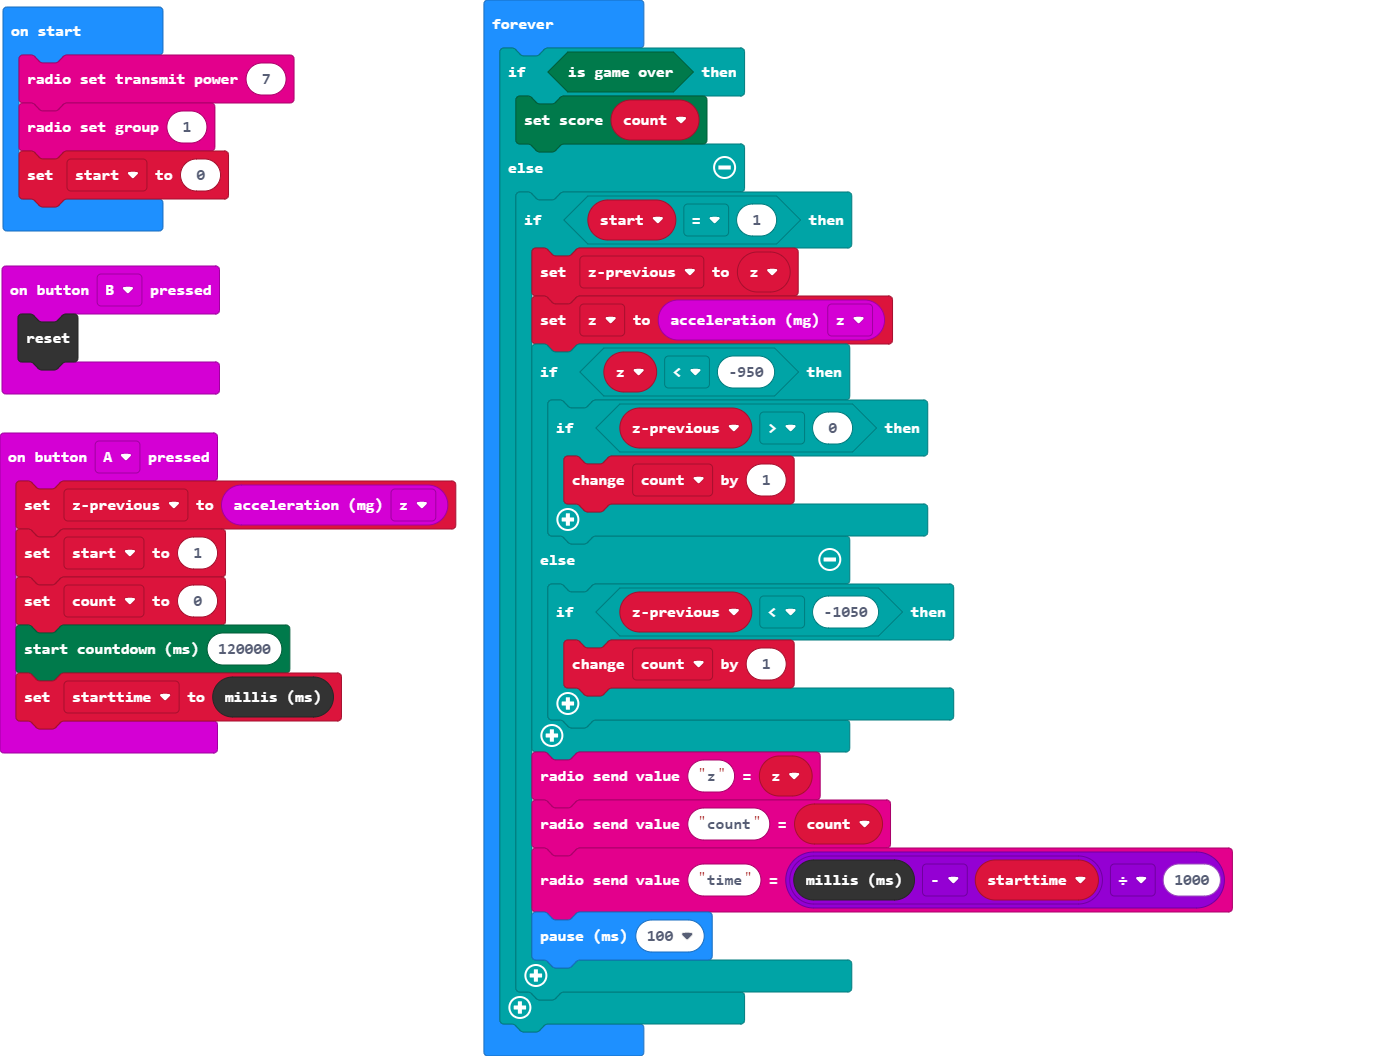 on start
radio set transmit power 7
radio set group 1
set start to 0
on button B pressed
reset
on button A pressed
set z-previous to acceleration (mg) z
set start to 1
set count to 0
start countdown (ms) 120000
set starttime to millis (ms)
forever
if is game over then
set score count
else
if start = 1 then
set z-previous to z
set z to acceleration (mg) z
if z < -950 then
if z-previous > 0 then
change count by 1
else
if z-previous < -1050 then
change count by 1
radio send value "z" = z
radio send value "count" = count
radio send value "time" = millis (ms) - starttime ÷ 1000
pause (ms) 100